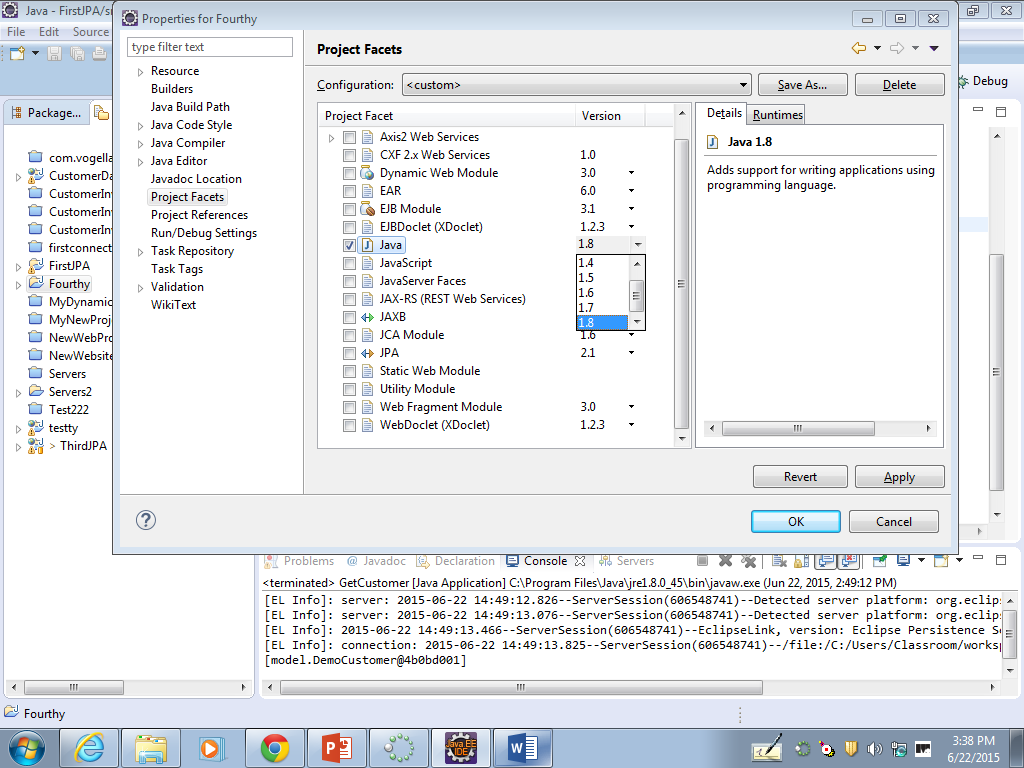 Java - FirstJPA/sr
Properties for Fourthy
File Edit Source
type filter text
Project Facets
Configuration: <custom> Save As... Delete
Debug
Package...
Resource
Builders
Java Build Path
Java Code Style
Java Compiler
Java Editor
Javadoc Location
Project Facets
Project References
Run/Debug Settings
Task Repository
Task Tags
Validation
WikiText
com.vogella
CustomerDa
CustomerInv
CustomerInv
CustomerInv
firstconnect
FirstJPA
Fourthy
MyDynamic
MyNewProj
NewWebPro
NewWebsite
Servers
Servers2
Test222
testty
> ThirdJPA
Project Facet Version
Axis2 Web Services
CXF 2.x Web Services 1.0
Dynamic Web Module 3.0
EAR 6.0
EJB Module 3.1
EJBDoclet (XDoclet) 1.2.3
Java 1.8
JavaScript
JavaServer Faces
JAX-RS (REST Web Services)
JAXB
JCA Module 1.6
JPA 2.1
Static Web Module
Utility Module
Web Fragment Module 3.0
WebDoclet (XDoclet) 1.2.3
1.4
1.5
1.6
1.7
1.8
Details Runtimes
Java 1.8
Adds support for writing applications using
programming language.
Revert Apply
OK Cancel
Problems @ Javadoc Declaration Console Servers
<terminated> GetCustomer [Java Application] C:\Program Files\Java\jre1.8.0_45\bin\javaw.exe (Jun 22, 2015, 2:49:12 PM)
[EL Info]: server: 2015-06-22 14:49:12.826--ServerSession(606548741)--Detected server platform: org.eclips
[EL Info]: server: 2015-06-22 14:49:13.076--ServerSession(606548741)--Detected server platform: org.eclips
[EL Info]: 2015-06-22 14:49:13.466--ServerSession(606548741)--EclipseLink, version: Eclipse Persistence Se
[EL Info]: connection: 2015-06-22 14:49:13.825--ServerSession(606548741)--/file:/C:/Users/Classroom/worksp
[model.DemoCustomer@4b0bd001]
Fourthy
Java EE
IDE
3:38 PM
6/22/2015